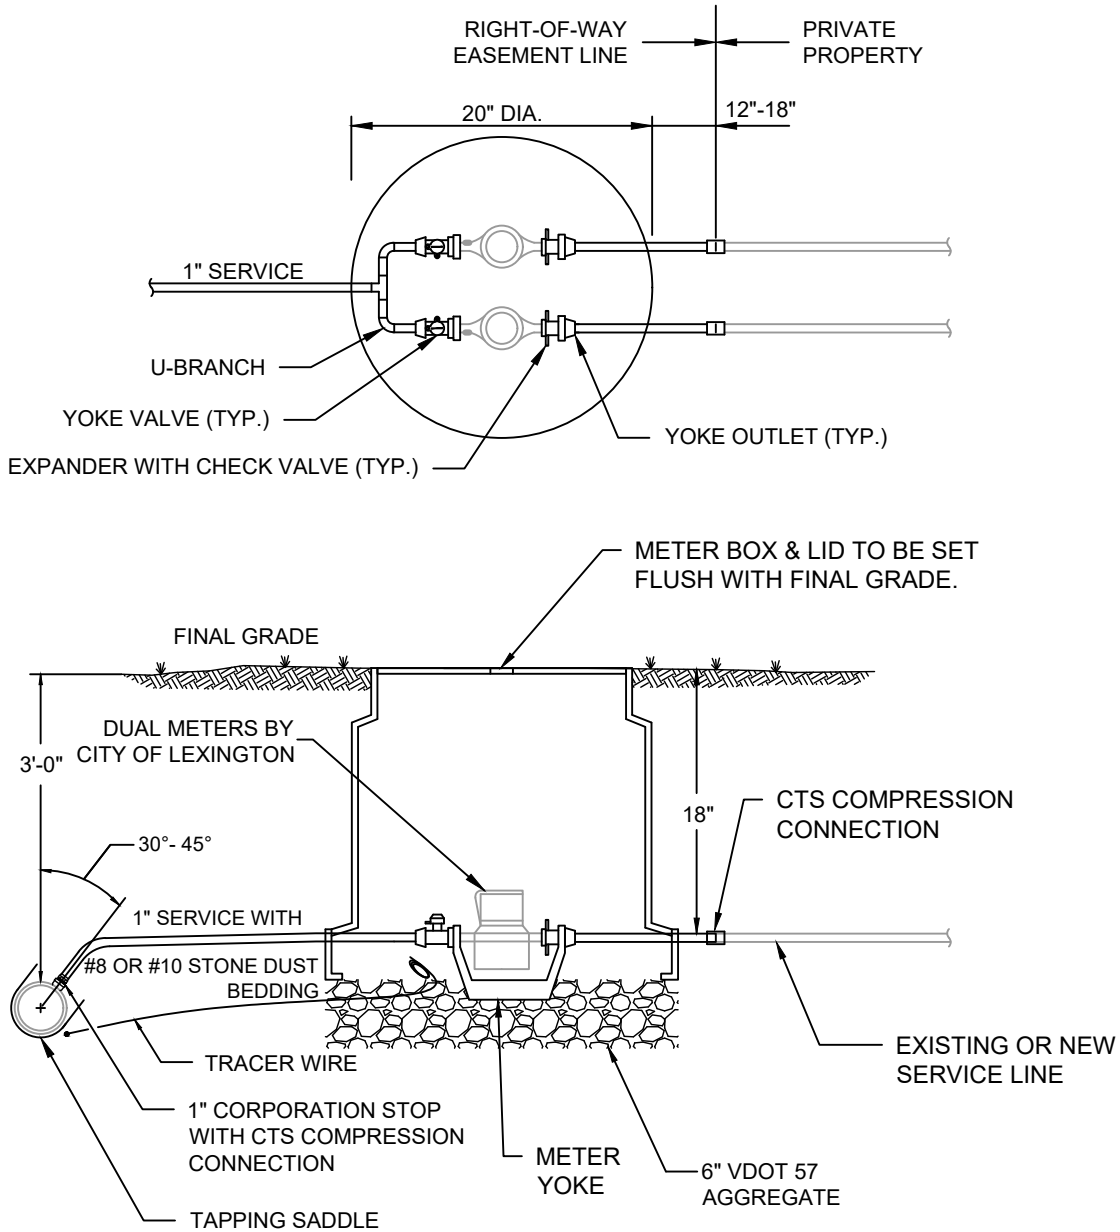 RIGHT-OF-WAY
EASEMENT LINE
PRIVATE
PROPERTY
20" DIA.
12"-18"
1" SERVICE
U-BRANCH
YOKE VALVE (TYP.)
YOKE OUTLET (TYP.)
EXPANDER WITH CHECK VALVE (TYP.)
METER BOX & LID TO BE SET
FLUSH WITH FINAL GRADE.
FINAL GRADE
DUAL METERS BY
CITY OF LEXINGTON
3'-0"
18"
CTS COMPRESSION
CONNECTION
30°- 45°
1" SERVICE WITH
#8 OR #10 STONE DUST
BEDDING
TRACER WIRE
EXISTING OR NEW
SERVICE LINE
1" CORPORATION STOP
WITH CTS COMPRESSION
CONNECTION
METER
YOKE
6" VDOT 57
AGGREGATE
TAPPING SADDLE